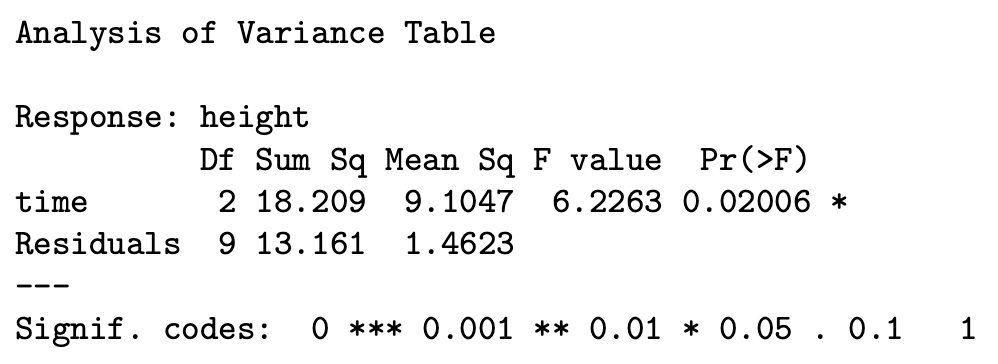 Analysis of Variance Table
Response: height
Df Sum Sq Mean Sq F value Pr(>F)
time 2 18.209 9.1047 6.2263 0.02006 *
Residuals 9 13.161 1.4623
---
Signif. codes: 0 *** 0.001 ** 0.01 * 0.05 . 0.1 1